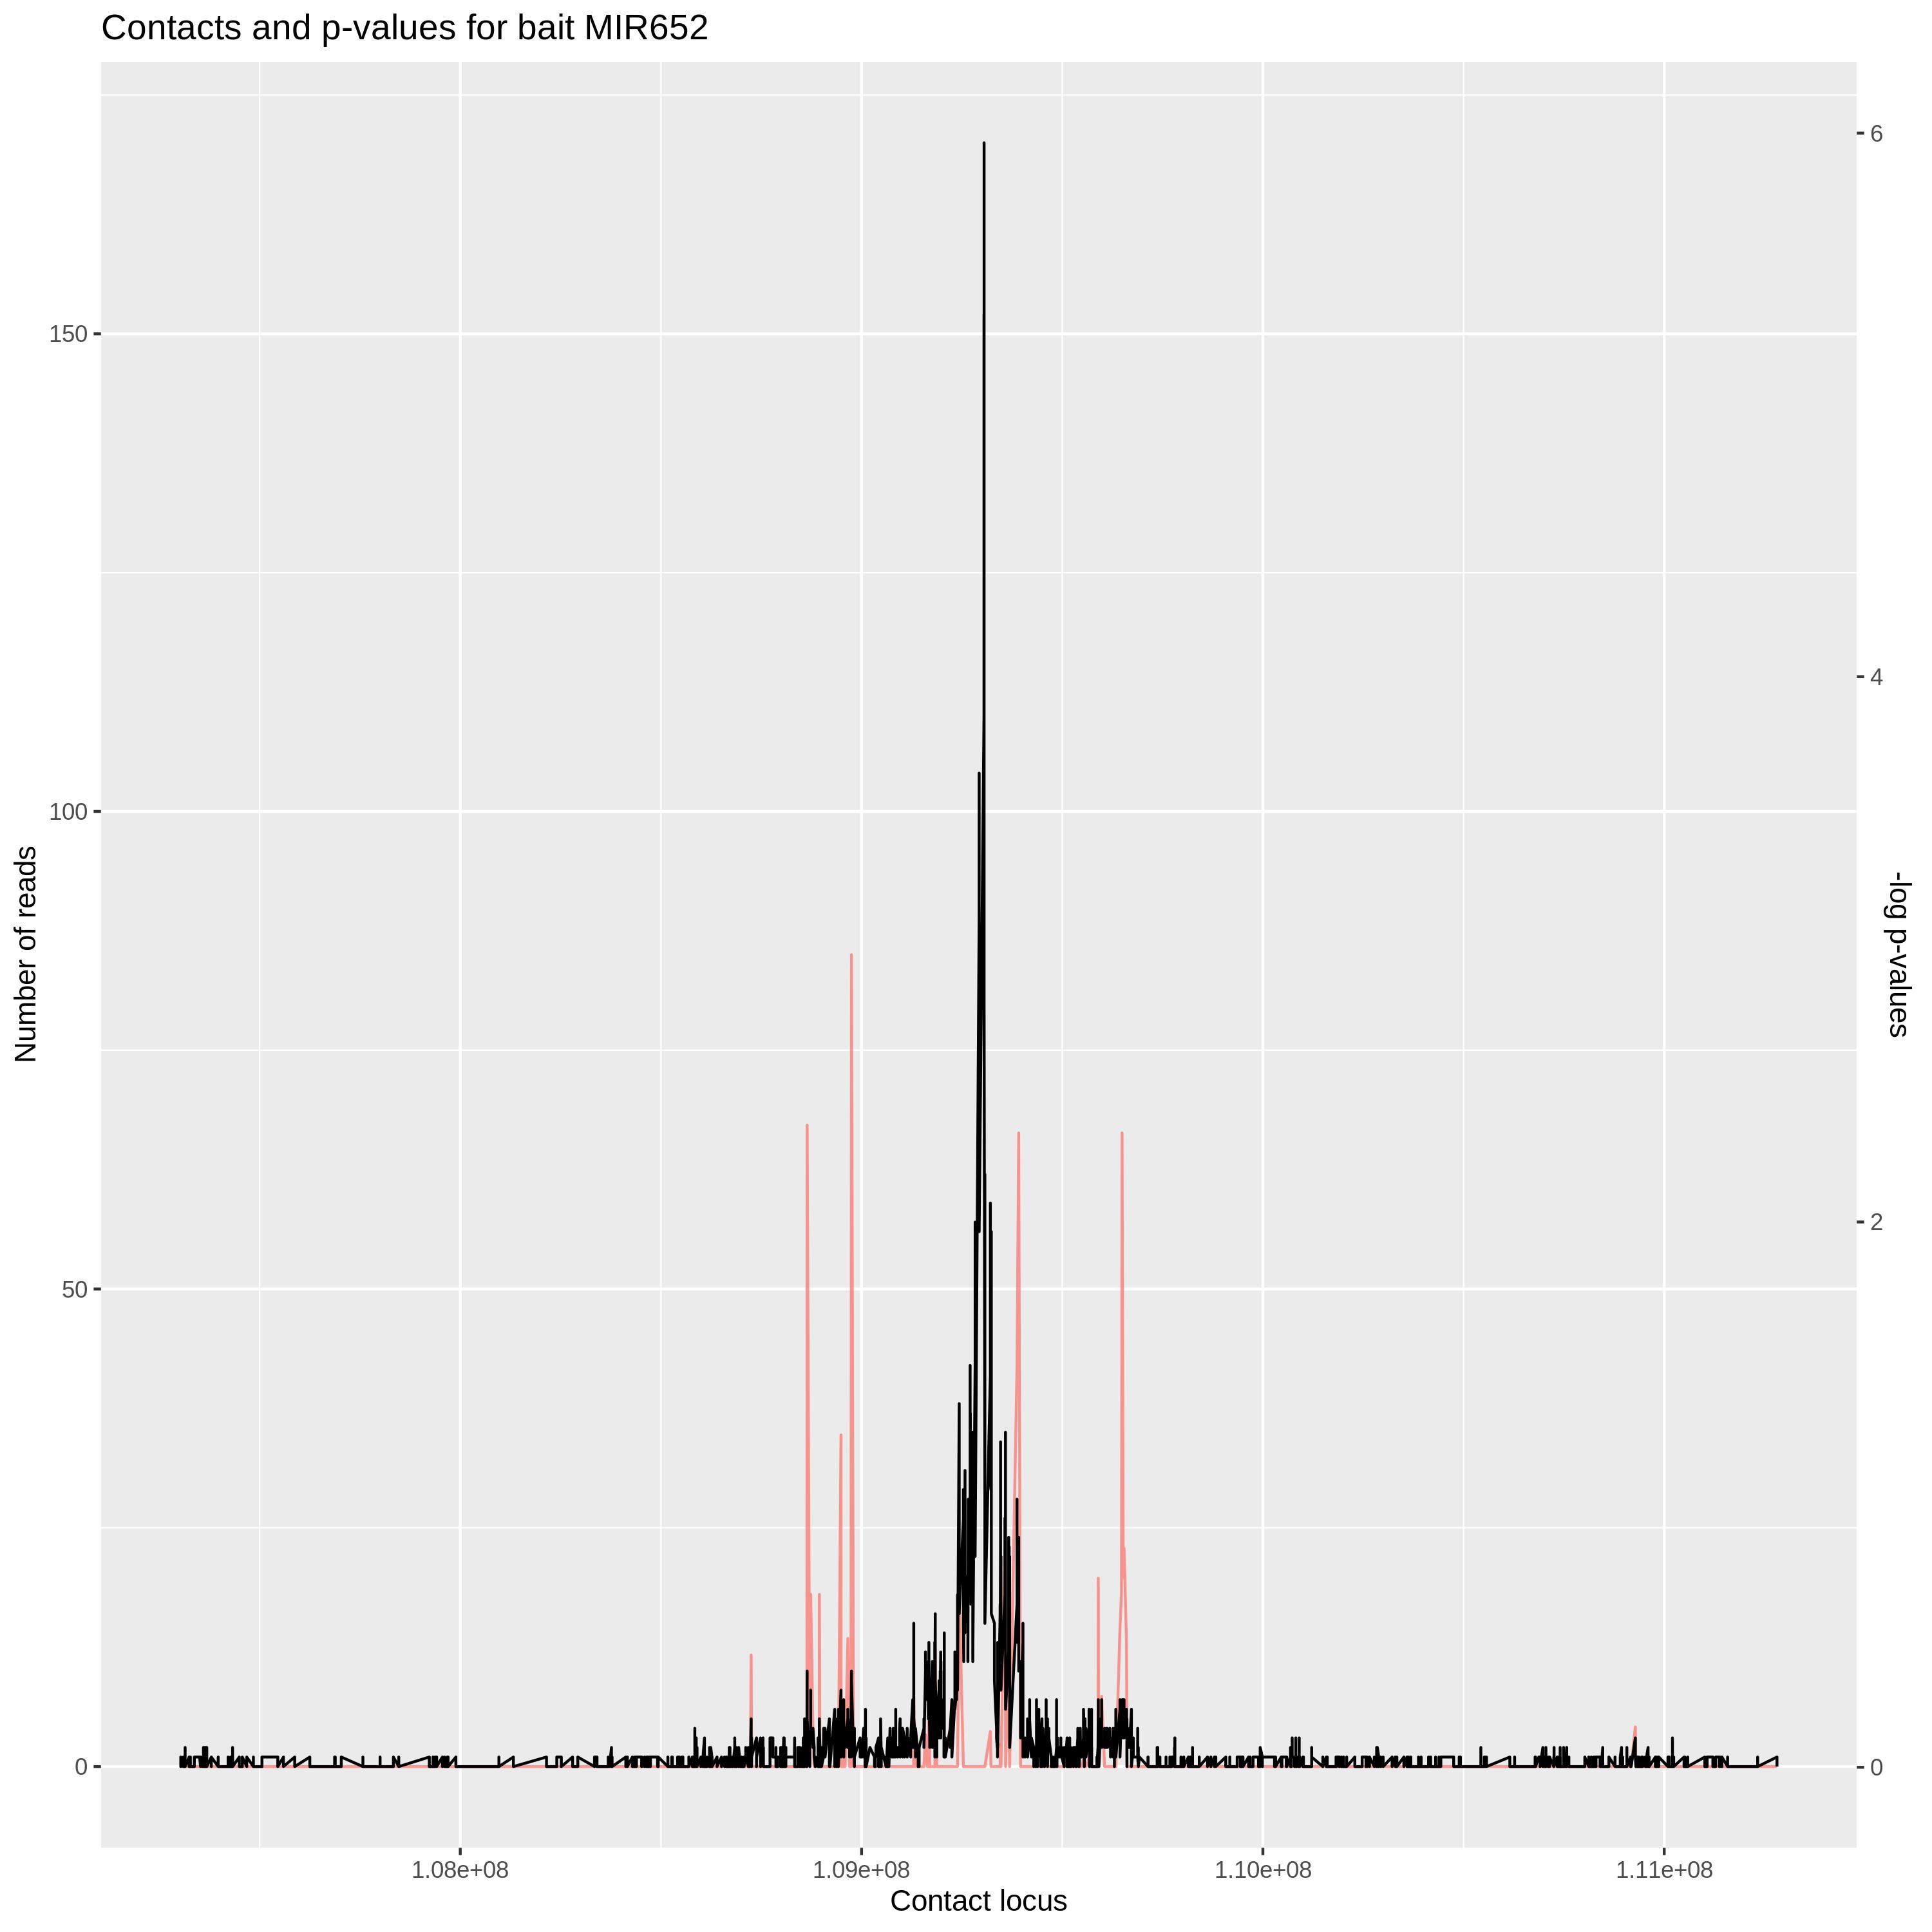 Contacts and p-values for bait MIR652
6
150
4
100
Number of reads
-log p-values
2
50
0
0
1.08e+08 1.09e+08 1.10e+08 1.11e+08
Contact locus